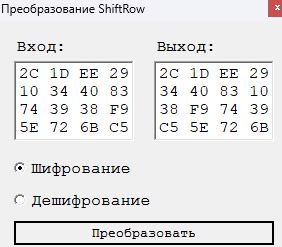 Преобразование ShiftRow x
Вход: Выход:
2C 1D EE 29 2C 1D EE 29
10 34 40 83 34 40 83 10
74 39 38 F9 38 F9 74 39
5E 72 6B C5 C5 5E 72 6B
Шифрование
Дешифрование
Преобразовать